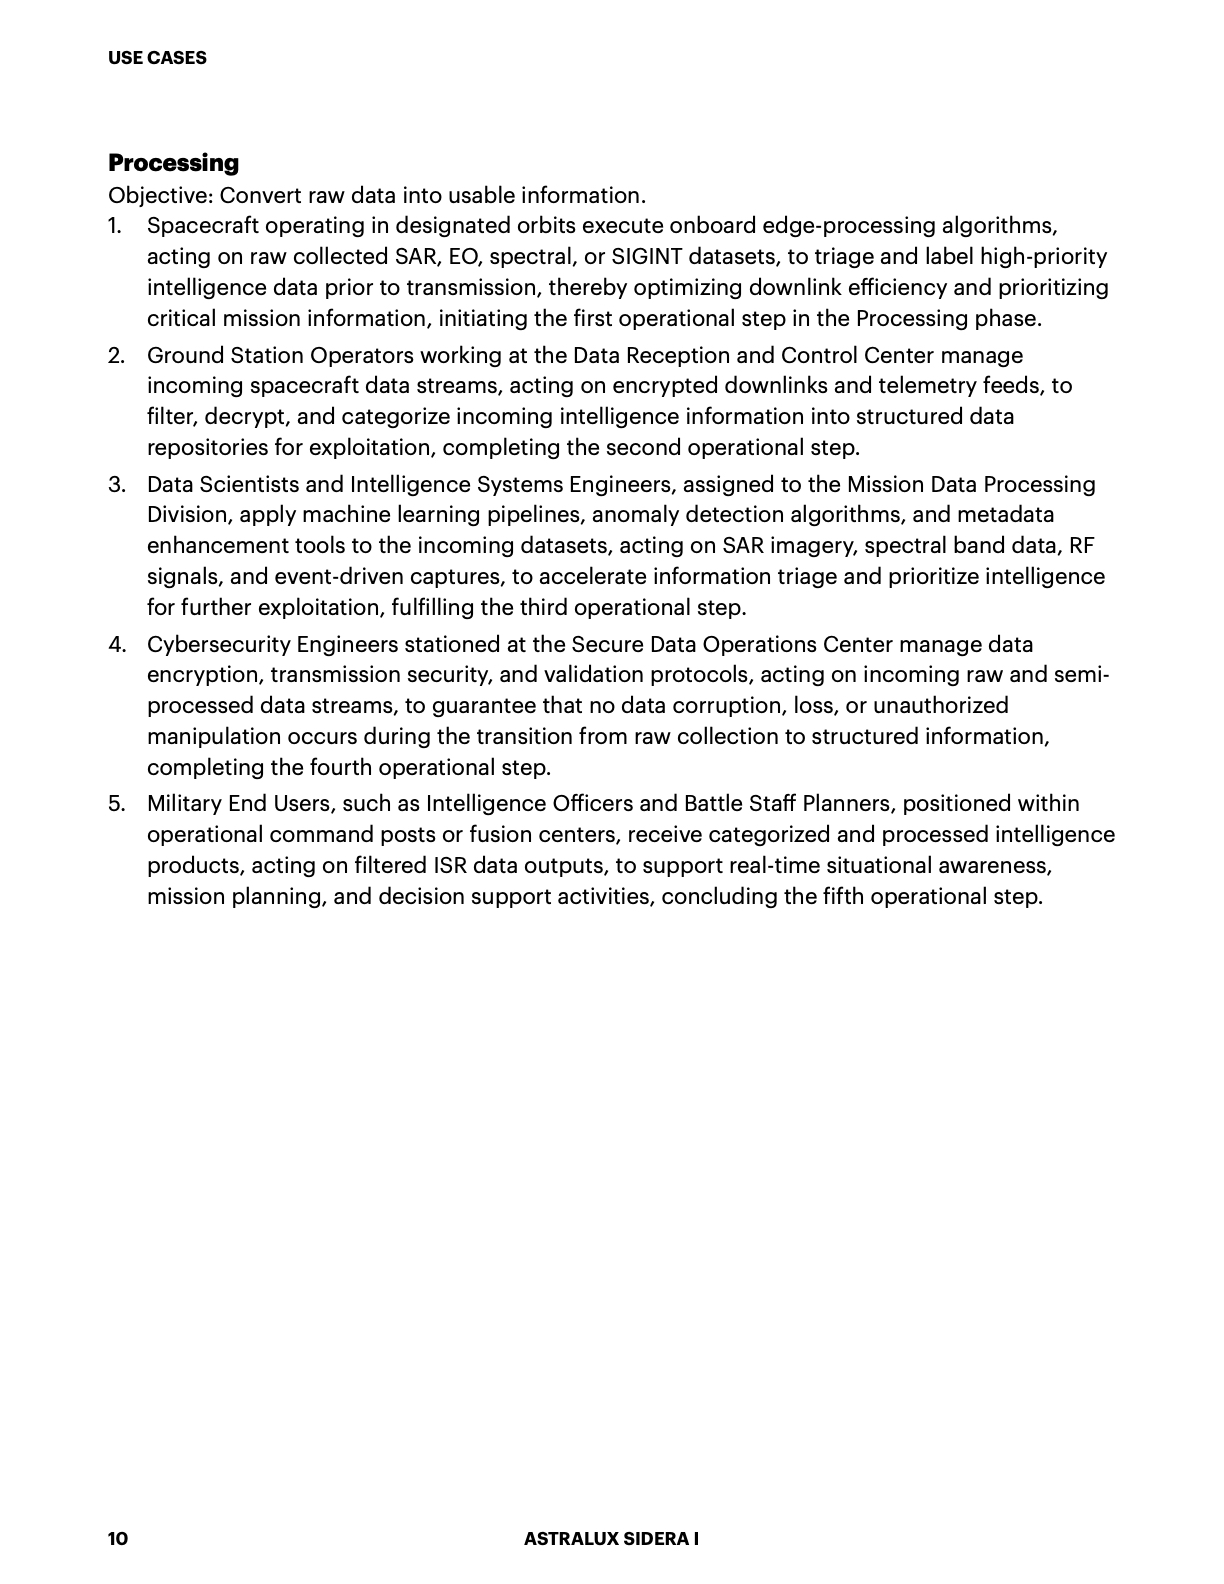 USE CASES
Processing
Objective: Convert raw data into usable information.
1. Spacecraft operating in designated orbits execute onboard edge-processing algorithms,
acting on raw collected SAR, EO, spectral, or SIGINT datasets, to triage and label high-priority
intelligence data prior to transmission, thereby optimizing downlink efficiency and prioritizing
critical mission information, initiating the first operational step in the Processing phase.
2. Ground Station Operators working at the Data Reception and Control Center manage
incoming spacecraft data streams, acting on encrypted downlinks and telemetry feeds, to
filter, decrypt, and categorize incoming intelligence information into structured data
repositories for exploitation, completing the second operational step.
3. Data Scientists and Intelligence Systems Engineers, assigned to the Mission Data Processing
Division, apply machine learning pipelines, anomaly detection algorithms, and metadata
enhancement tools to the incoming datasets, acting on SAR imagery, spectral band data, RF
signals, and event-driven captures, to accelerate information triage and prioritize intelligence
for further exploitation, fulfilling the third operational step.
4. Cybersecurity Engineers stationed at the Secure Data Operations Center manage data
encryption, transmission security, and validation protocols, acting on incoming raw and semi-
processed data streams, to guarantee that no data corruption, loss, or unauthorized
manipulation occurs during the transition from raw collection to structured information,
completing the fourth operational step.
5. Military End Users, such as Intelligence Officers and Battle Staff Planners, positioned within
operational command posts or fusion centers, receive categorized and processed intelligence
products, acting on filtered ISR data outputs, to support real-time situational awareness,
mission planning, and decision support activities, concluding the fifth operational step.
10 ASTRALUX SIDERA I